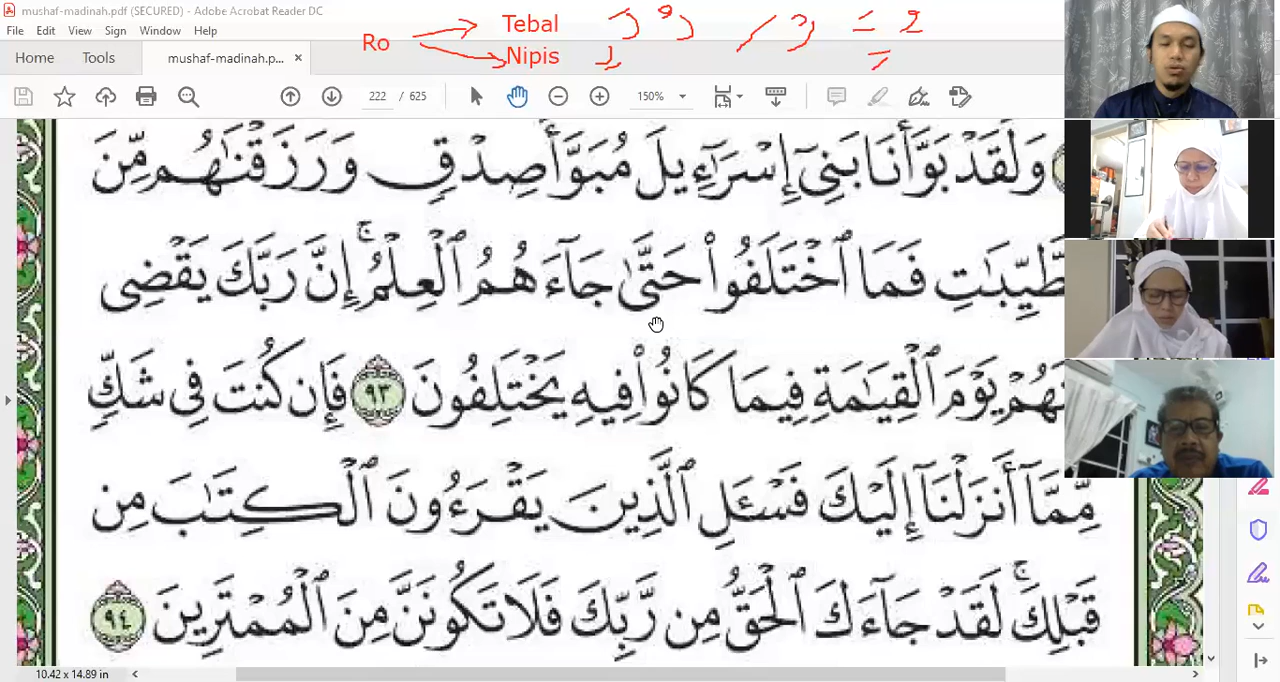 mushaf-madinah.pdf (SECURED) - Adobe Acrobat Reader DC
File Edit View Sign Window Help
Ro
Tebal
Nipis
Home Tools mushaf-madinah.p... ×
222 / 625 150%
وَلَقَدْ بَوَّأْنَا بَنِىٓ إِسْرَٰٓءِيلَ مُبَوَّأَ صِدْقٍ وَرَزَقْنَٰهُم مِّنَ
طَّيِّبَٰتِ فَمَا ٱخْتَلَفُوا۟ حَتَّىٰ جَآءَهُمُ ٱلْعِلْمُ ۚ إِنَّ رَبَّكَ يَقْضِى
نَهُمْ يَوْمَ ٱلْقِيَٰمَةِ فِيمَا كَانُوا۟ فِيهِ يَخْتَلِفُونَ ٩٣ فَإِن كُنتَ فِى شَكٍّ
مِّمَّآ أَنزَلْنَآ إِلَيْكَ فَسْـَٔلِ ٱلَّذِينَ يَقْرَءُونَ ٱلْكِتَٰبَ مِن
قَبْلِكَ ۚ لَقَدْ جَآءَكَ ٱلْحَقُّ مِن رَّبِّكَ فَلَا تَكُونَنَّ مِنَ ٱلْمُمْتَرِينَ ٩٤
10.42 x 14.89 in